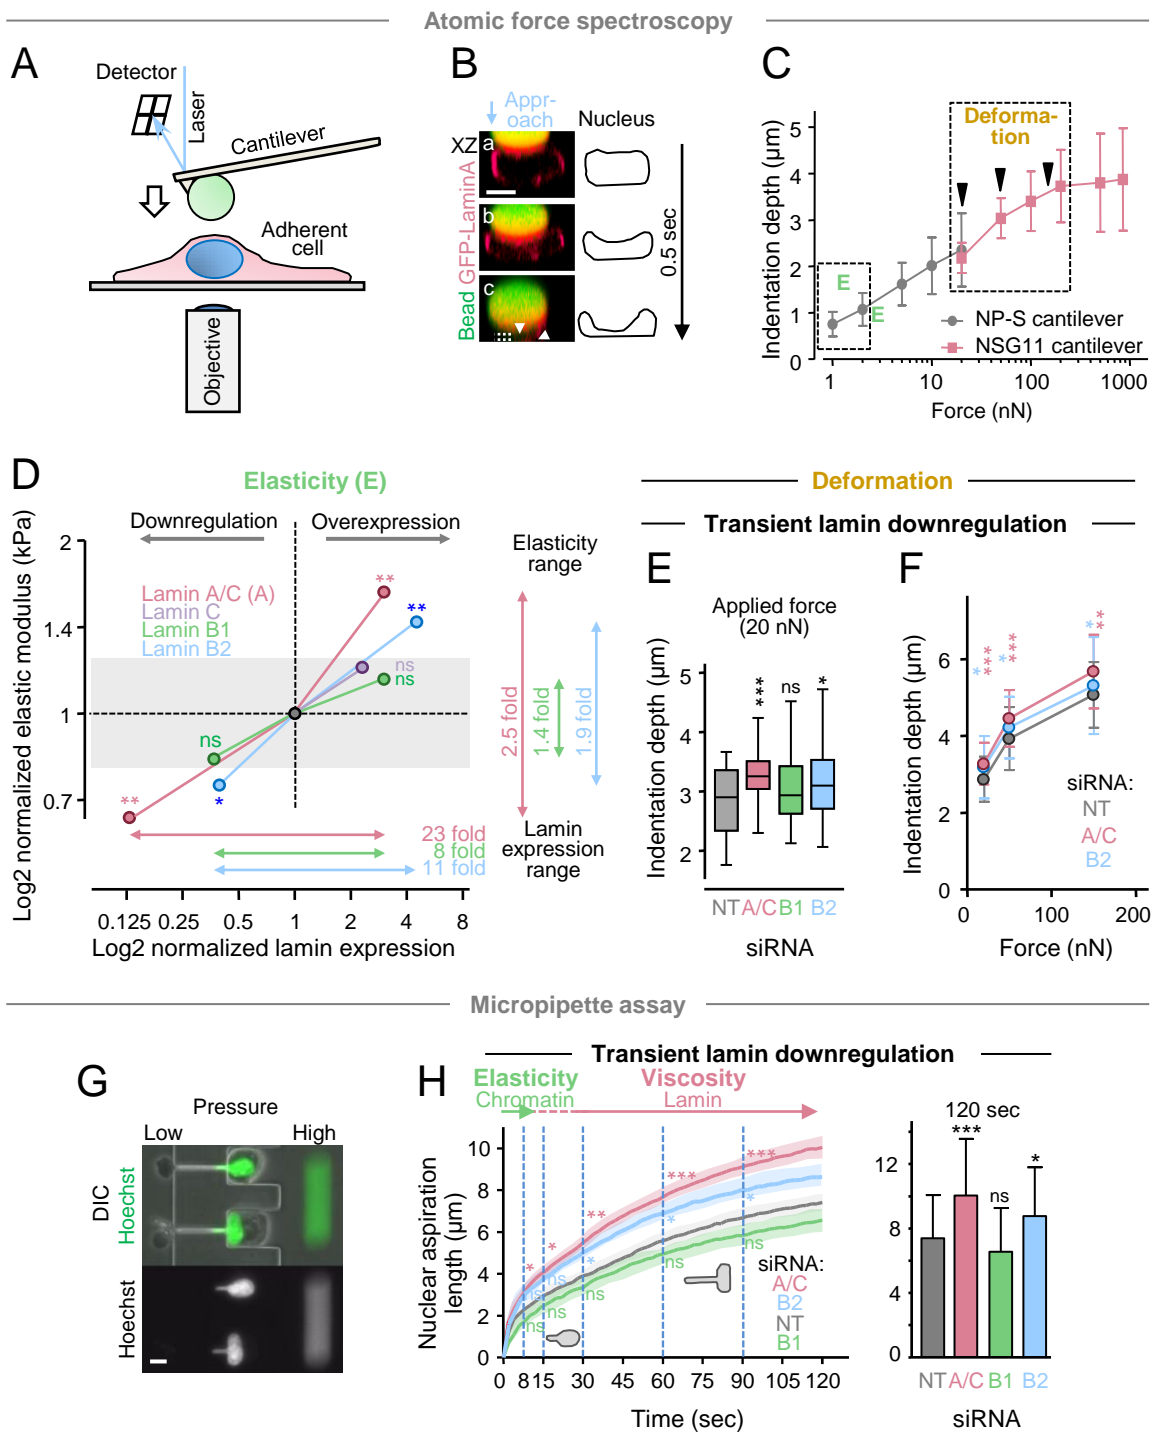 Atomic force spectroscopy
A
Detector
Laser
Cantilever
Adherent
cell
Objective
B
Appr-
oach
Nucleus
XZ
a
b
c
Bead GFP-LaminA
0.5 sec
C
Deforma-
tion
Indentation depth (µm)
5
4
3
2
1
0
E
E
NP-S cantilever
NSG11 cantilever
1 10 100 1000
Force (nN)
D
Elasticity (E)
Downregulation
Overexpression
Log2 normalized elastic modulus (kPa)
2
1.4
1
0.7
Lamin A/C (A)
Lamin C
Lamin B1
Lamin B2
**
**
ns
ns
ns
*
**
Elasticity
range
2.5 fold
1.4 fold
1.9 fold
23 fold
8 fold
11 fold
Lamin
expression
range
0.125 0.25 0.5 1 2 4 8
Log2 normalized lamin expression
Deformation
Transient lamin downregulation
E
Applied force
(20 nN)
Indentation depth (µm)
5
4
3
2
*** ns *
NT A/C B1 B2
siRNA
F
Indentation depth (µm)
6
4
2
0
* ***
* ***
* **
siRNA:
NT
A/C
B2
0 100 200
Force (nN)
Micropipette assay
G
Pressure
Low High
DIC
Hoechst
Hoechst
Transient lamin downregulation
H
Elasticity
Chromatin
Viscosity
Lamin
Nuclear aspiration
length (µm)
10
8
6
4
2
0
* * ** *** ***
ns ns * * *
ns ns ns ns ns
siRNA:
A/C
B2
NT
B1
0 8 15 30 45 60 75 90 105 120
Time (sec)
120 sec
*** ns *
12
8
4
0
NT A/C B1 B2
siRNA